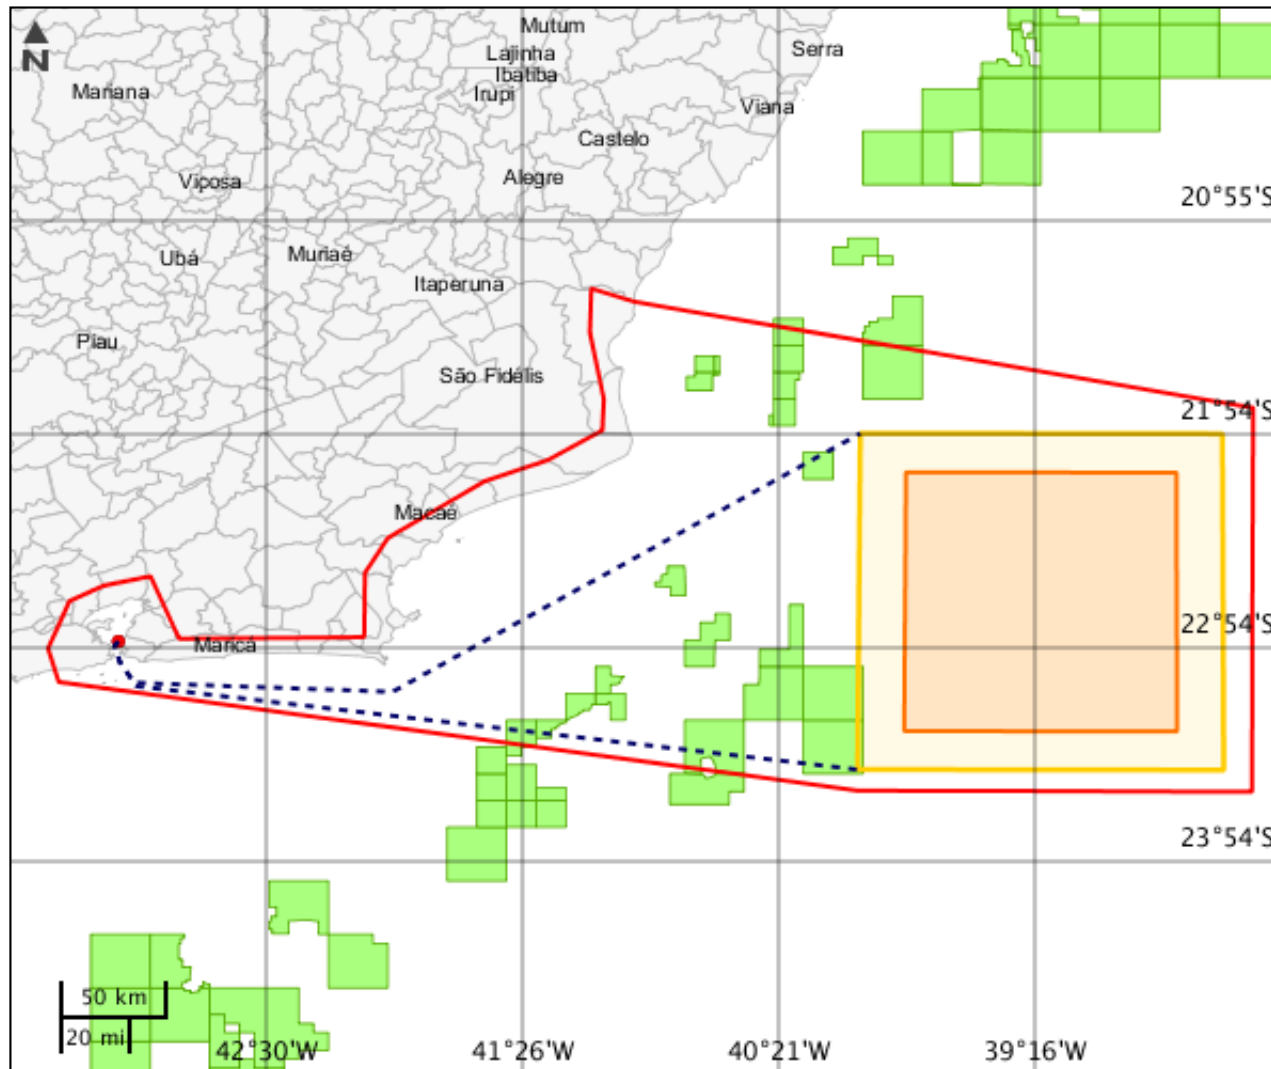 N
Mutum
Serra
Lajinha
Ibatiba
Mariana
Irupi
Viana
Castelo
Viçosa
Alegre
20°55'S
Ubá
Muriaé
Itaperuna
Piau
São Fidélis
21°54'S
Macaé
22°54'S
Maricá
23°54'S
50 km
20 mi
42°30'W
41°26'W
40°21'W
39°16'W